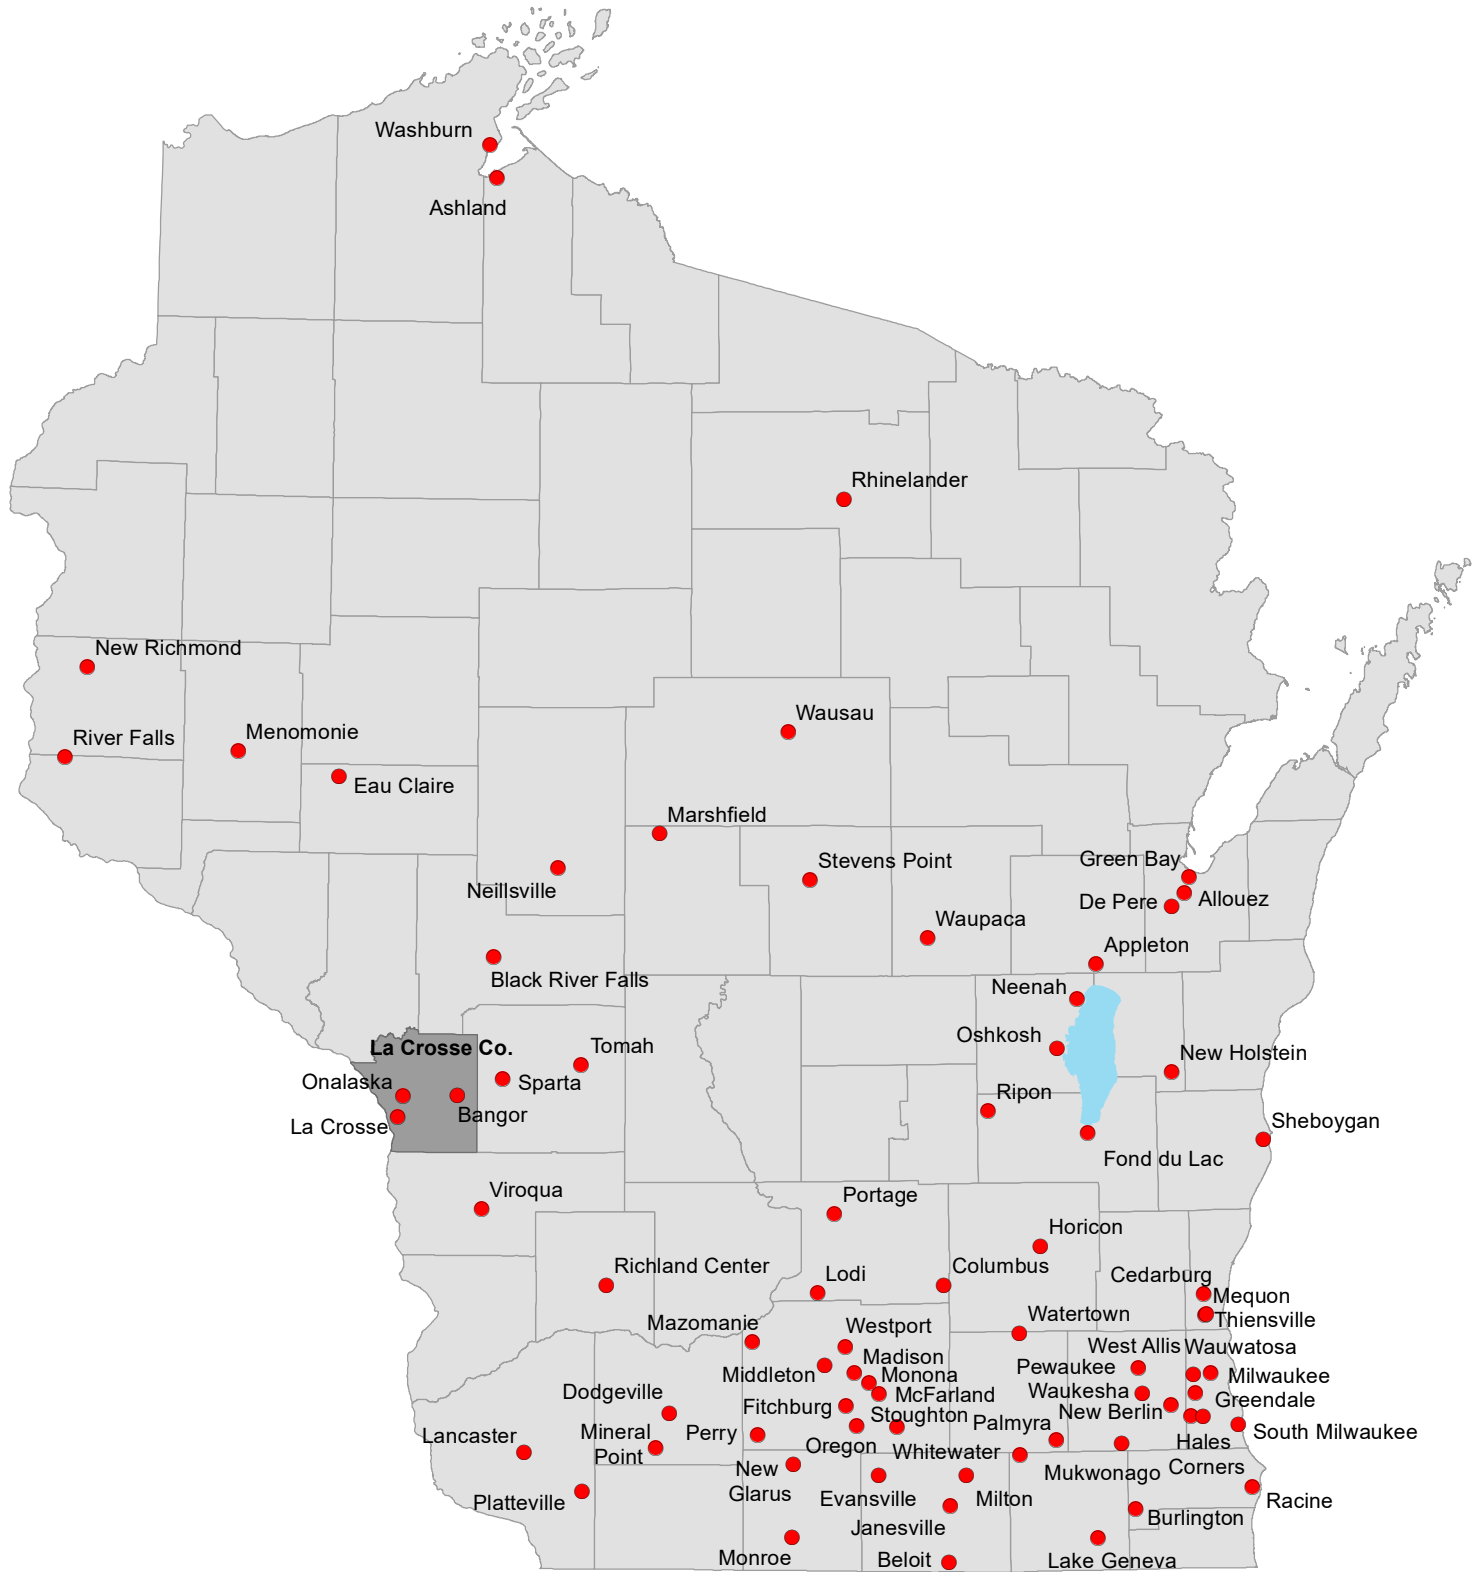 Washburn
Ashland
Rhinelander
New Richmond
River Falls
Menomonie
Eau Claire
Wausau
Marshfield
Stevens Point
Neillsville
Green Bay
De Pere
Allouez
Waupaca
Appleton
Black River Falls
Neenah
Oshkosh
La Crosse Co.
Tomah
New Holstein
Onalaska
Sparta
Ripon
Bangor
La Crosse
Sheboygan
Fond du Lac
Viroqua
Portage
Horicon
Richland Center
Lodi
Columbus
Cedarburg
Mequon
Thiensville
Mazomanie
Westport
Watertown
West Allis
Wauwatosa
Madison
Middleton
Monona
Pewaukee
Milwaukee
Dodgeville
McFarland
Waukesha
Greendale
Fitchburg
Stoughton
New Berlin
Lancaster
Mineral
Point
Perry
Oregon
Palmyra
South Milwaukee
Whitewater
Hales
Corners
New
Glarus
Mukwonago
Platteville
Evansville
Milton
Racine
Janesville
Burlington
Monroe
Beloit
Lake Geneva